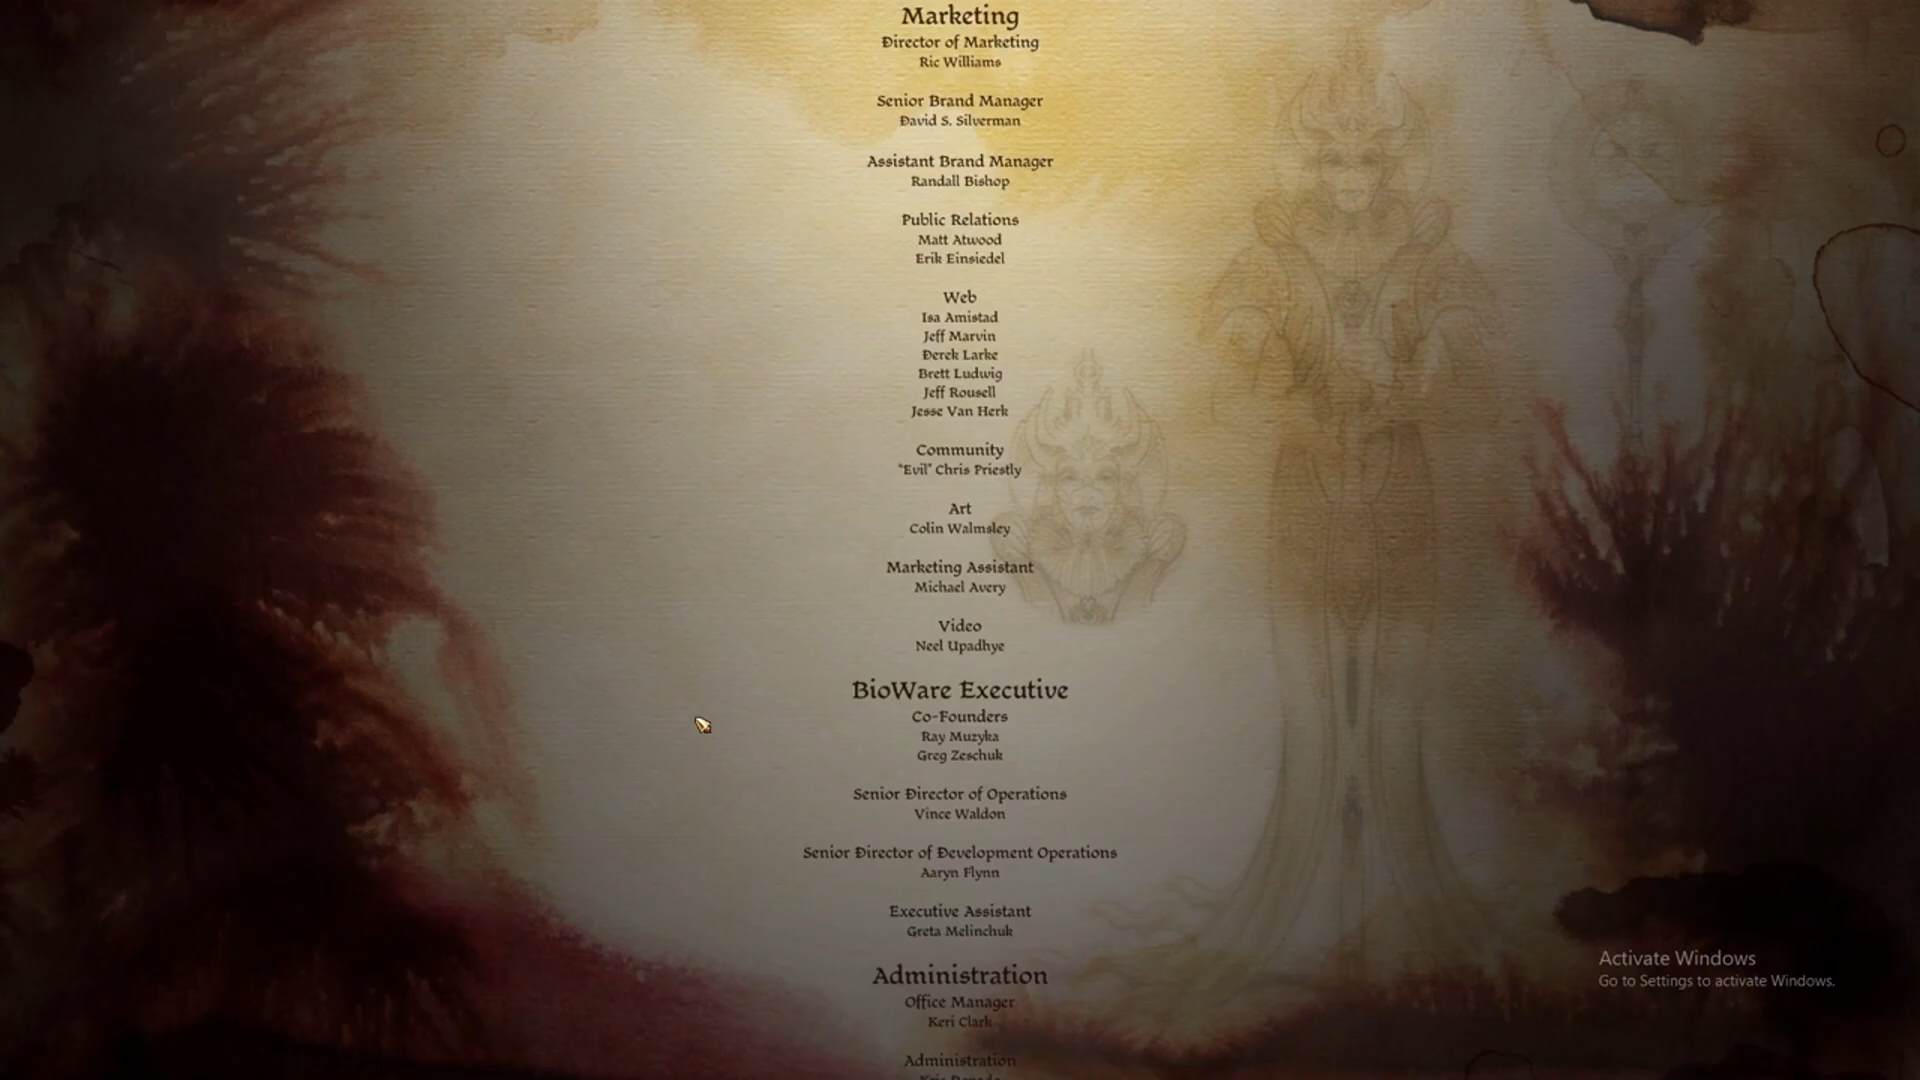 Marketing
Director of Marketing
Ric Williams
Senior Brand Manager
David S. Silverman
Assistant Brand Manager
Randall Bishop
Public Relations
Matt Atwood
Erik Einsiedel
Web
Isa Amistad
Jeff Marvin
Derek Larke
Brett Ludwig
Jeff Rousell
Jesse Van Herk
Community
"Evil" Chris Priestly
Art
Colin Walmsley
Marketing Assistant
Michael Avery
Video
Neel Upadhye
BioWare Executive
Co-Founders
Ray Muzyka
Greg Zeschuk
Senior Director of Operations
Vince Waldon
Senior Director of Development Operations
Aaryn Flynn
Executive Assistant
Greta Melinchuk
Administration
Office Manager
Keri Clark
Administration
Activate Windows
Go to Settings to activate Windows.